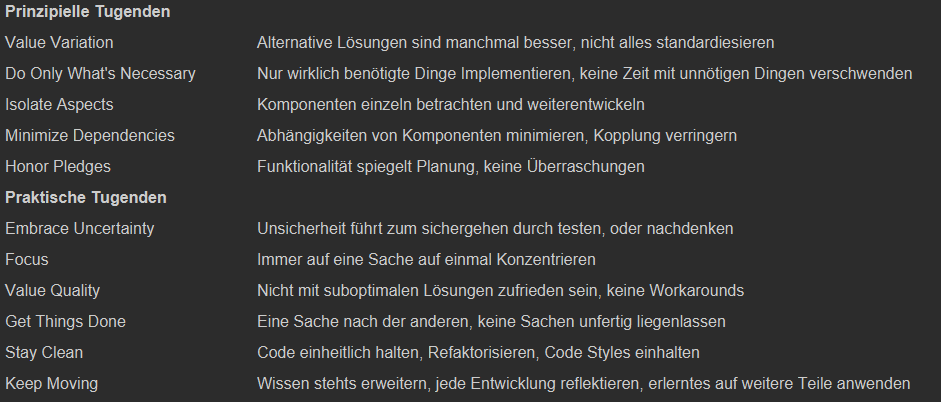 Prinzipielle Tugenden
Value Variation Alternative Lösungen sind manchmal besser, nicht alles standardiesieren
Do Only What's Necessary Nur wirklich benötigte Dinge Implementieren, keine Zeit mit unnötigen Dingen verschwenden
Isolate Aspects Komponenten einzeln betrachten und weiterentwickeln
Minimize Dependencies Abhängigkeiten von Komponenten minimieren, Kopplung verringern
Honor Pledges Funktionalität spiegelt Planung, keine Überraschungen
Praktische Tugenden
Embrace Uncertainty Unsicherheit führt zum sichergehen durch testen, oder nachdenken
Focus Immer auf eine Sache auf einmal Konzentrieren
Value Quality Nicht mit suboptimalen Lösungen zufrieden sein, keine Workarounds
Get Things Done Eine Sache nach der anderen, keine Sachen unfertig liegenlassen
Stay Clean Code einheitlich halten, Refaktorisieren, Code Styles einhalten
Keep Moving Wissen stehts erweitern, jede Entwicklung reflektieren, erlerntes auf weitere Teile anwenden